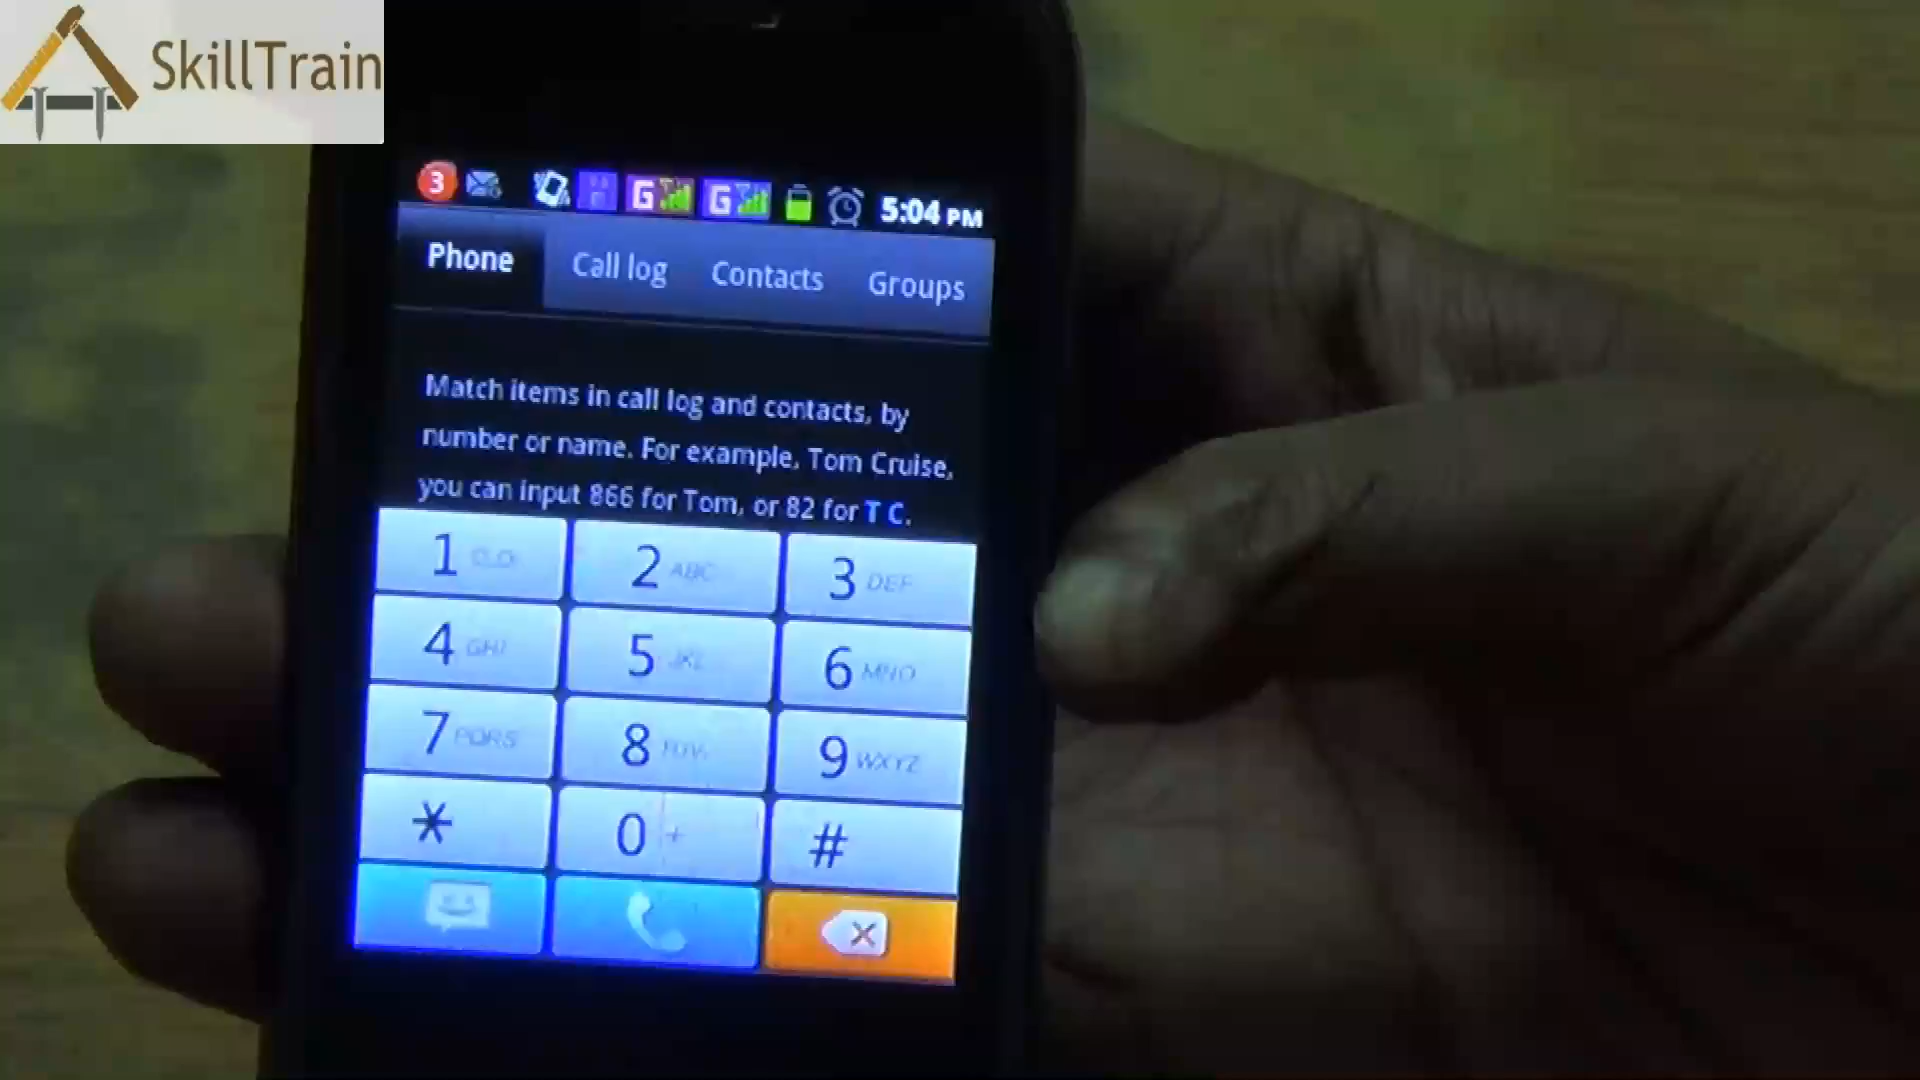 SkillTrain
3 G G 5:04 PM
Phone Call log Contacts Groups
Match items in call log and contacts, by
number or name. For example, Tom Cruise,
you can input 866 for Tom, or 82 for T C.
1 2 ABC 3 DEF
4 GHI 5 JKL 6 MNO
7 PQRS 8 TUV 9 WXYZ
* 0 + #